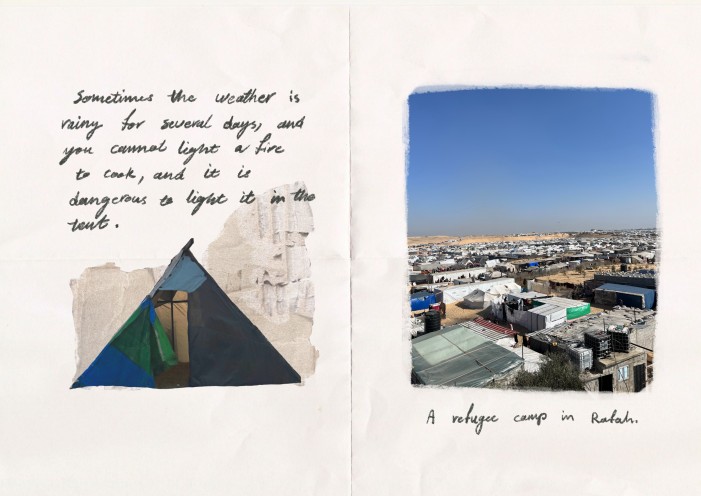 Sometimes the weather is
rainy for several days, and
you cannot light a fire
to cook, and it is
dangerous to light it in the
tent.
A refugee camp in Rafah.